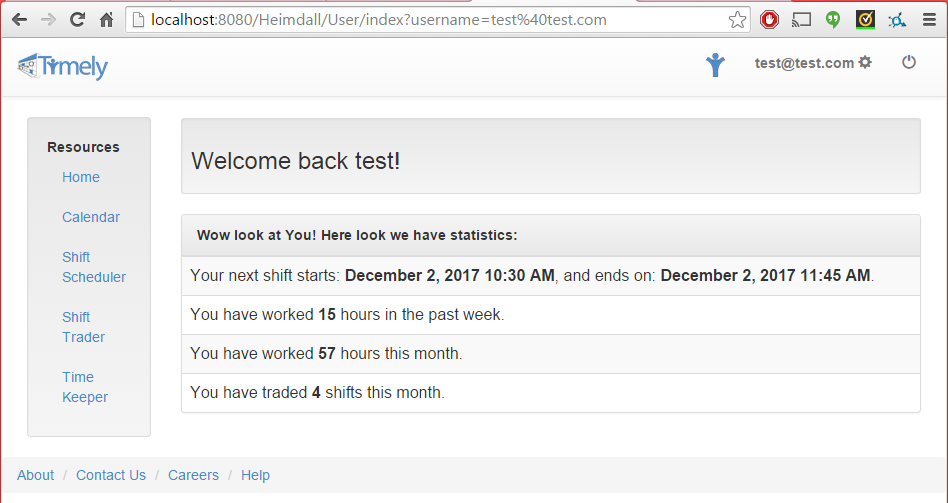 localhost:8080/Heimdall/User/index?username=test%40test.com
Tymely
test@test.com
Resources
Home
Calendar
Shift
Scheduler
Shift
Trader
Time
Keeper
Welcome back test!
Wow look at You! Here look we have statistics:
Your next shift starts: December 2, 2017 10:30 AM, and ends on: December 2, 2017 11:45 AM.
You have worked 15 hours in the past week.
You have worked 57 hours this month.
You have traded 4 shifts this month.
About / Contact Us / Careers / Help